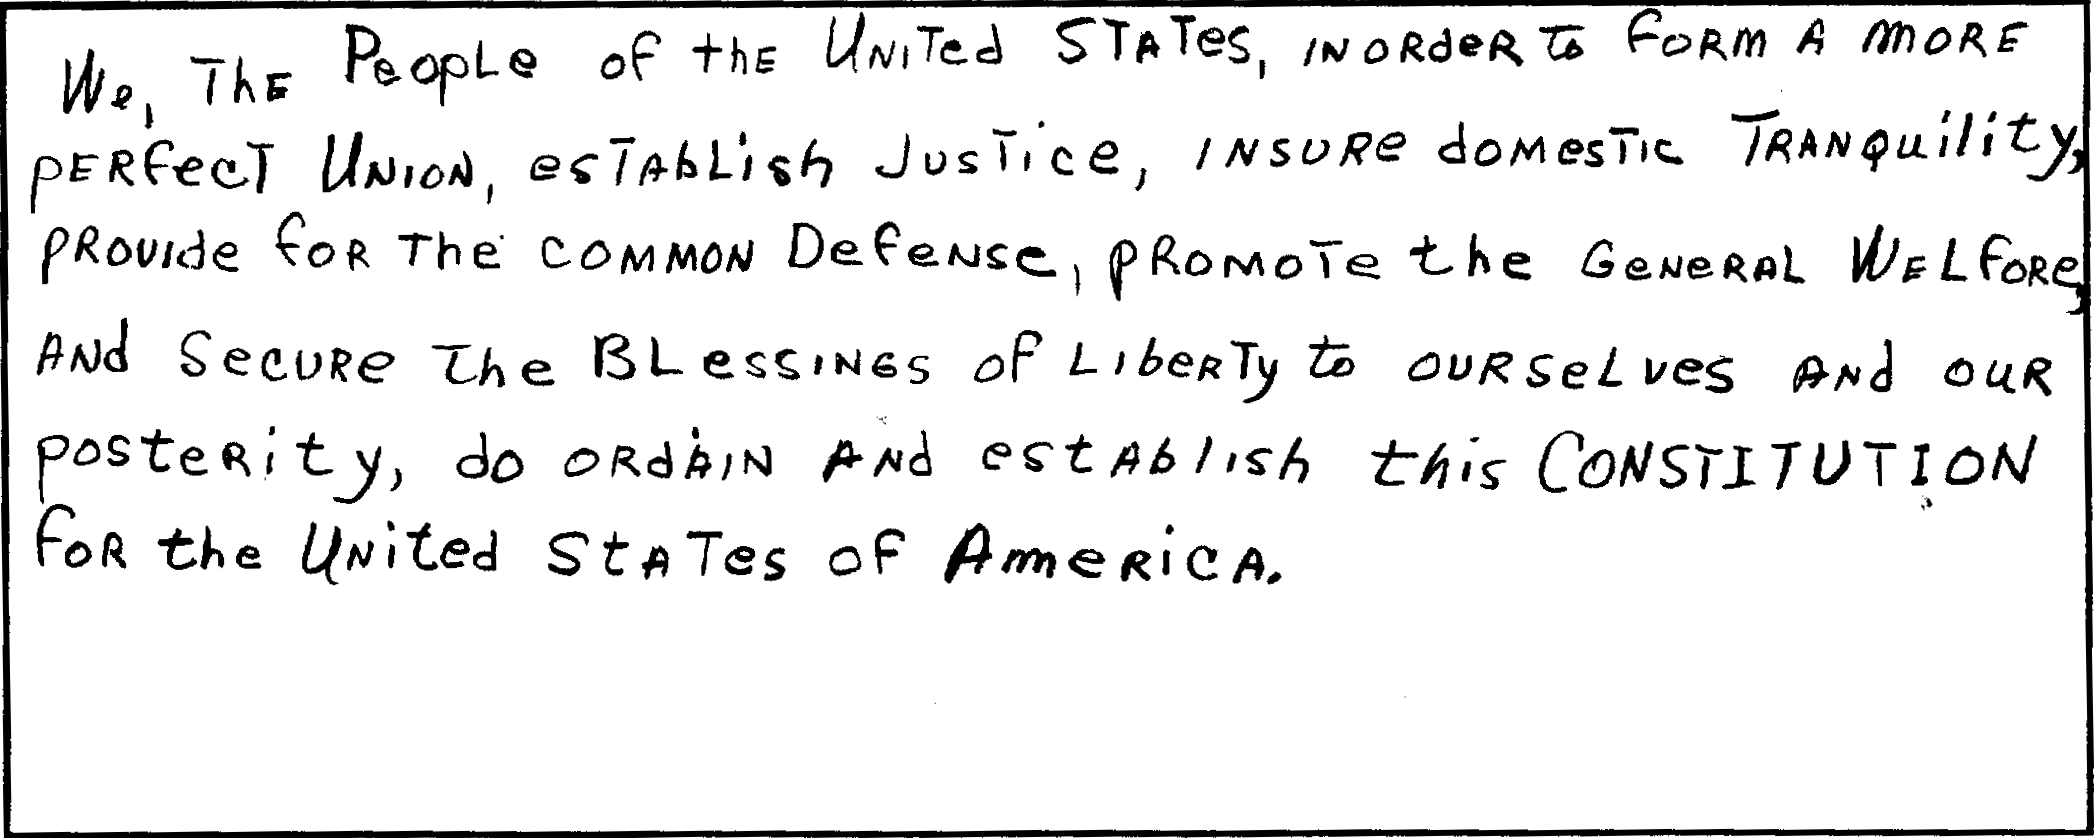 We, The People of the United States, inorder to form a more
perfect Union, establish Justice, insure domestic Tranquility,
provide for The common Defense, promote the General Welfore,
and secure the Blessings of Liberty to ourselves and our
posterity, do ordain and establish this CONSTITUTION
for the United States of America.